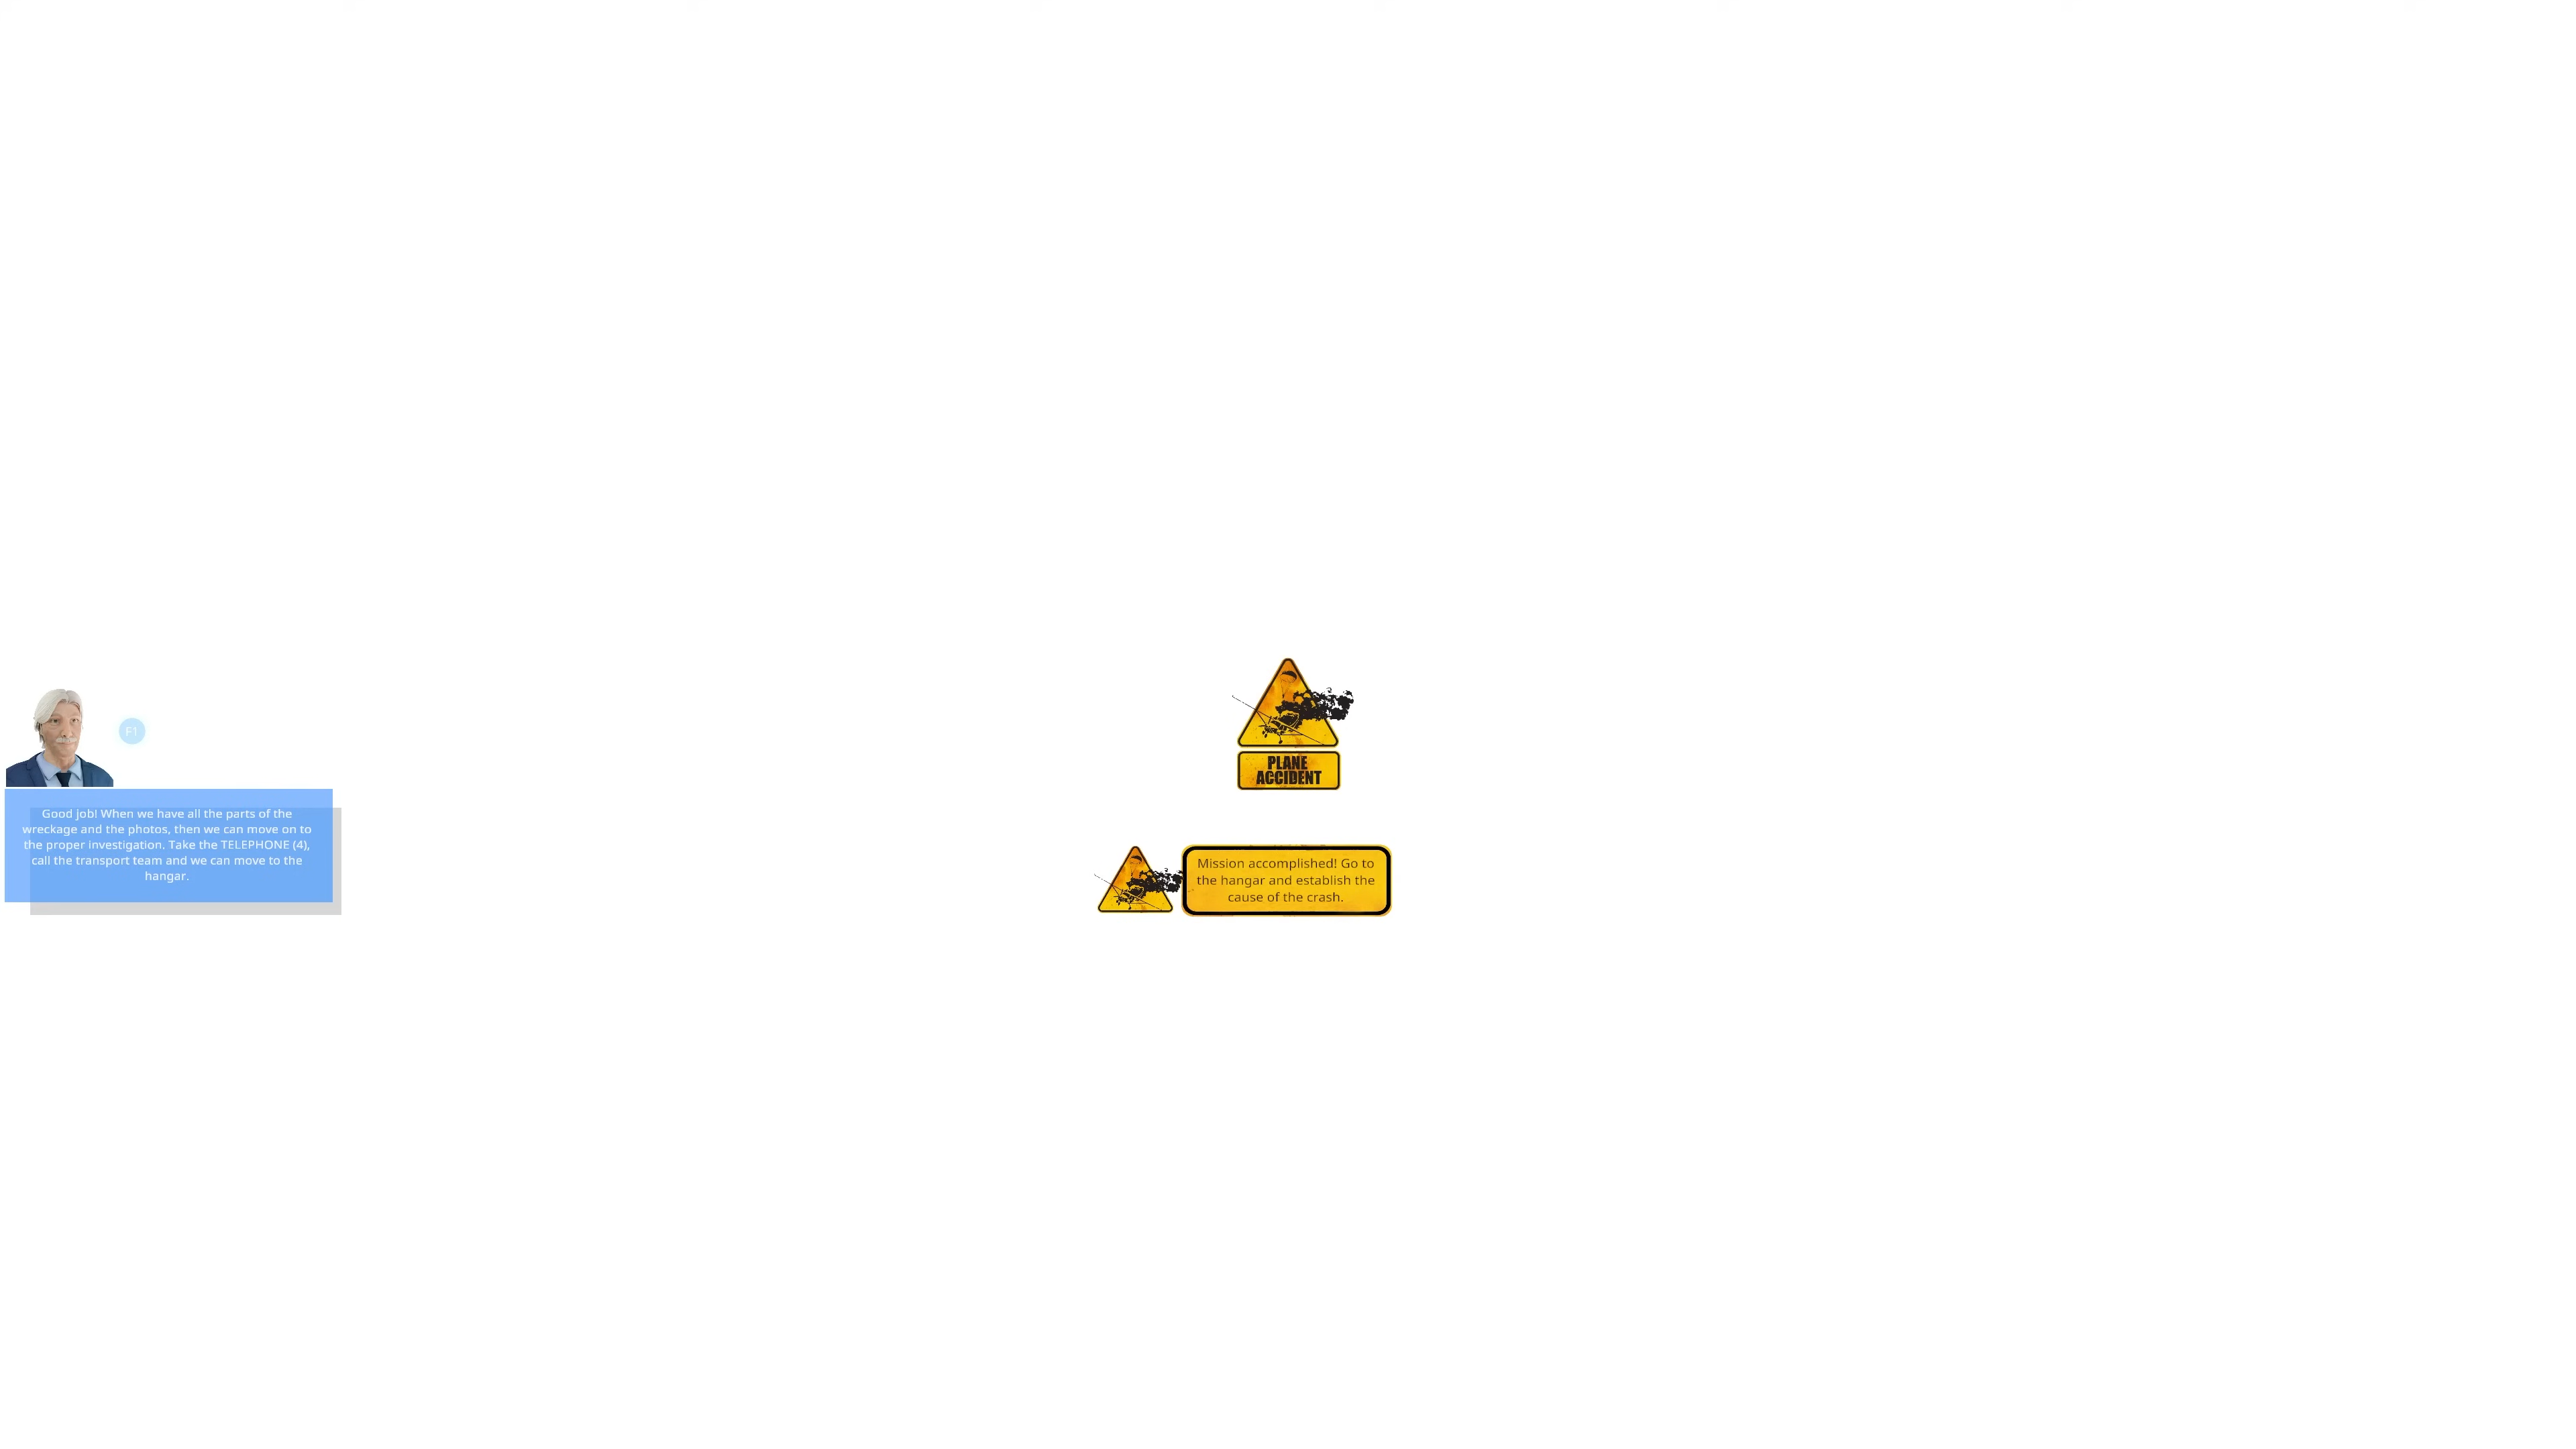 PLANE
ACCIDENT
F1
Good job! When we have all the parts of the
wreckage and the photos, then we can move on to
the proper investigation. Take the TELEPHONE (4),
call the transport team and we can move to the
hangar.
Mission accomplished! Go to
the hangar and establish the
cause of the crash.